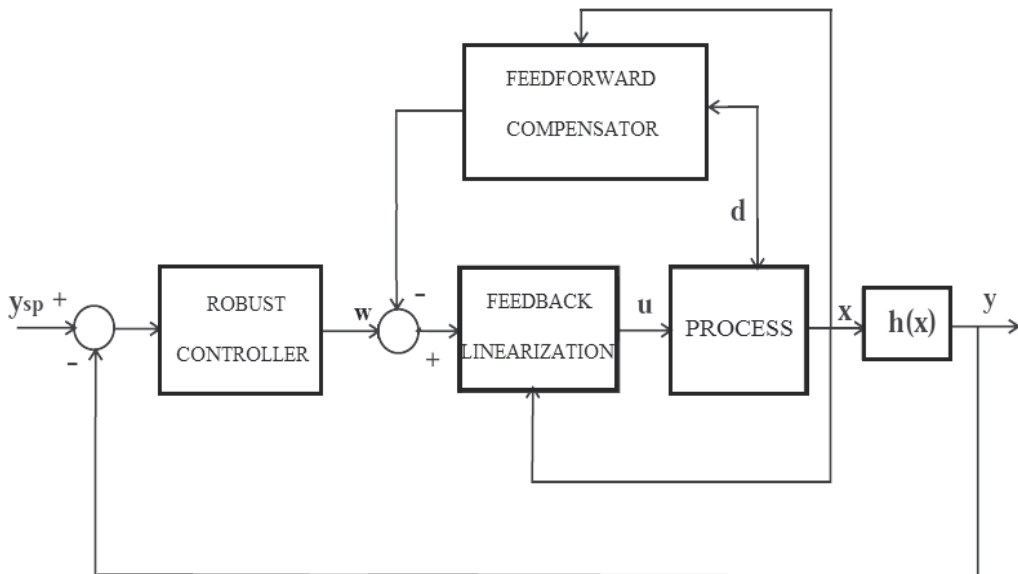 FEEDFORWARD
COMPENSATOR
d
ysp +
-
ROBUST
CONTROLLER
w
-
+
FEEDBACK
LINEARIZATION
u
PROCESS
x
h(x)
y